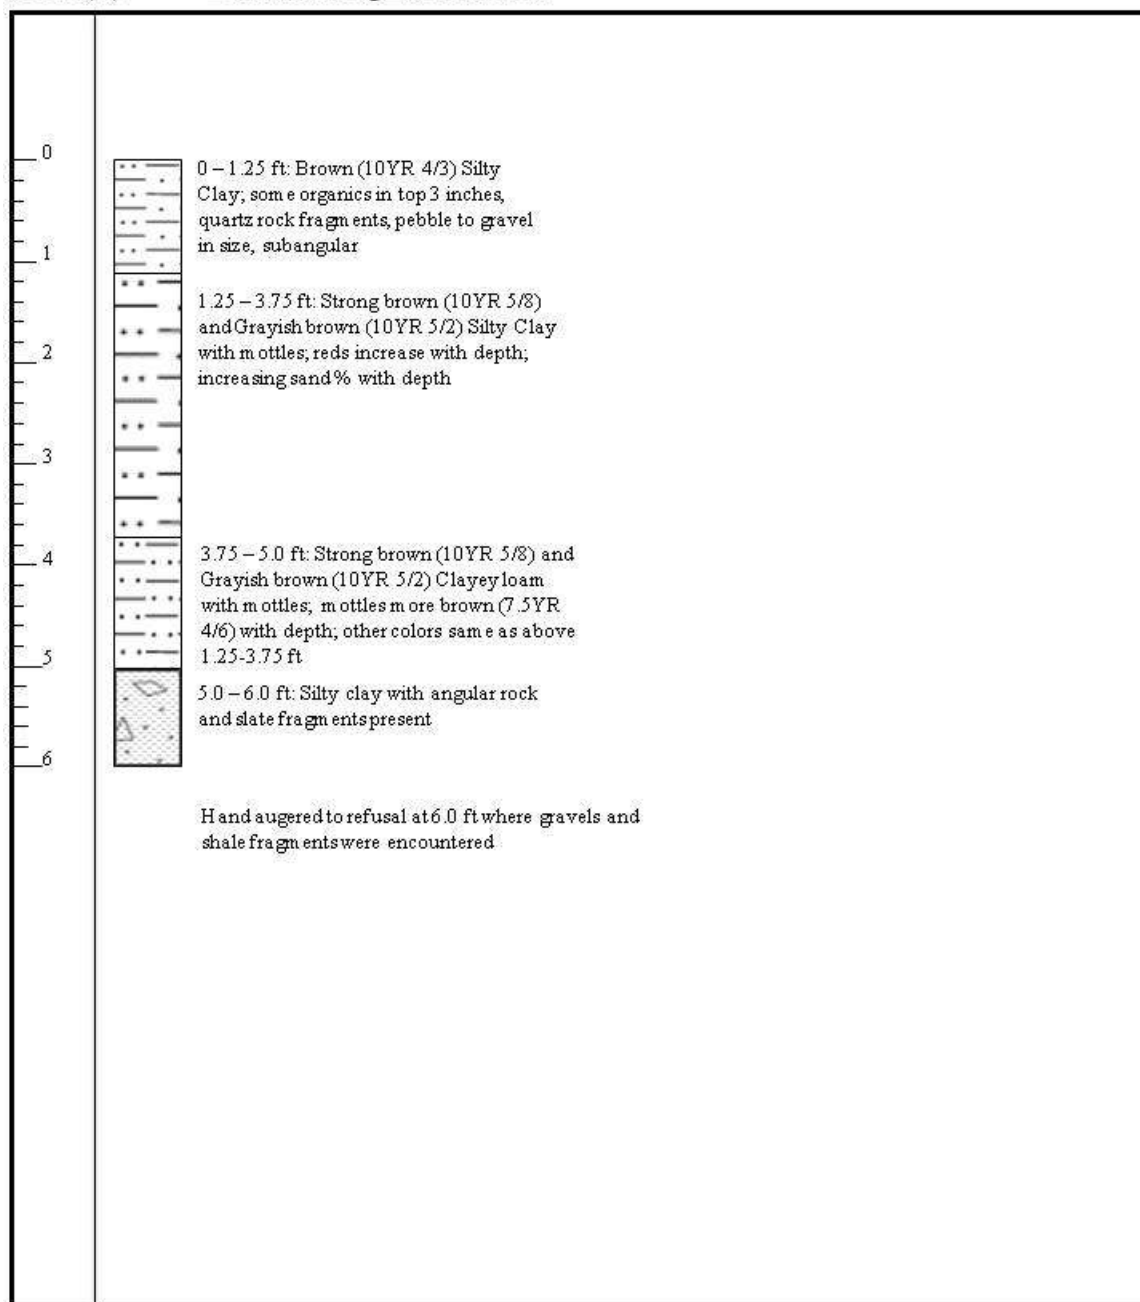 0
0 – 1.25 ft: Brown (10YR 4/3) Silty
Clay; some organics in top 3 inches,
quartz rock fragments, pebble to gravel
in size, subangular
1
1.25 – 3.75 ft: Strong brown (10YR 5/8)
and Grayish brown (10YR 5/2) Silty Clay
with mottles; reds increase with depth;
increasing sand % with depth
2
3
4
3.75 – 5.0 ft: Strong brown (10YR 5/8) and
Grayish brown (10YR 5/2) Clayey loam
with mottles; mottles more brown (7.5YR
4/6) with depth; other colors same as above
1.25-3.75 ft
5
5.0 – 6.0 ft: Silty clay with angular rock
and slate fragments present
6
Hand augered to refusal at 6.0 ft where gravels and
shale fragments were encountered